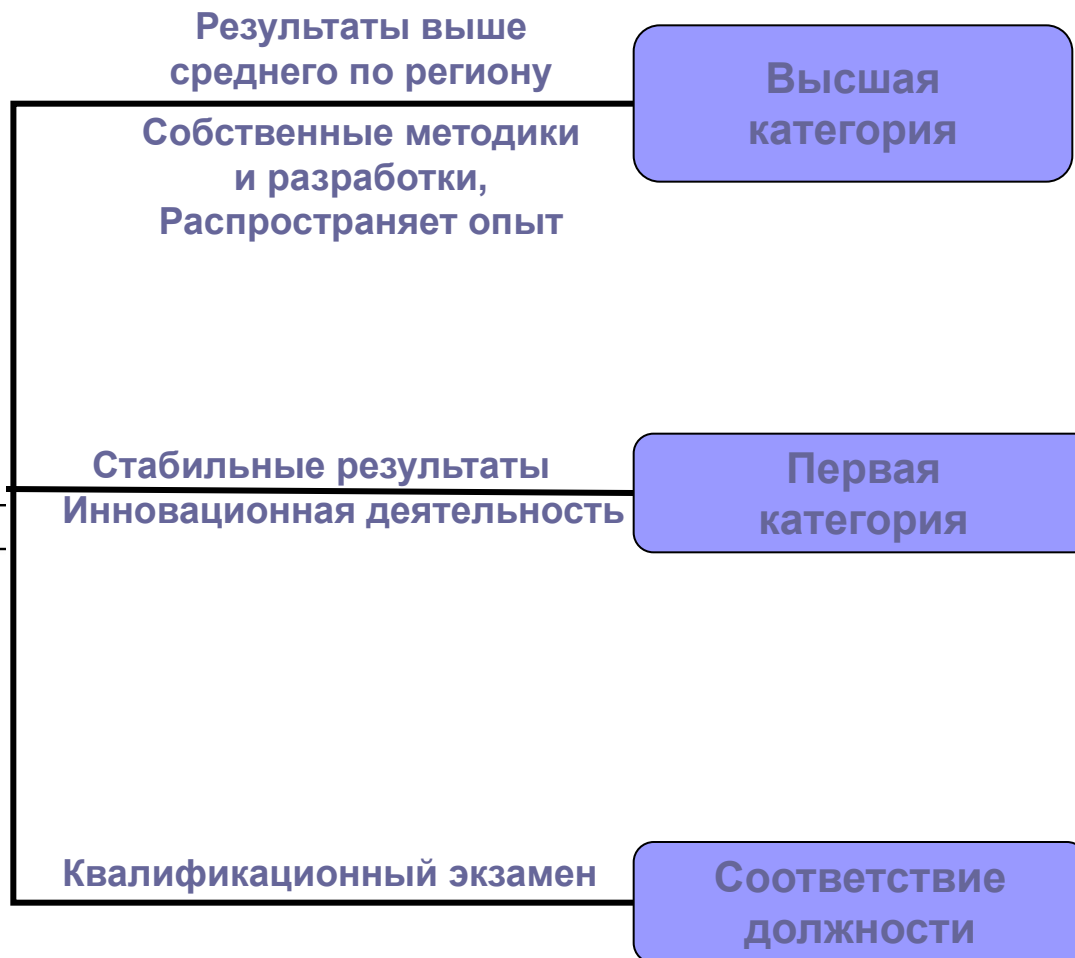 Результаты выше
среднего по региону
Собственные методики
и разработки,
Распространяет опыт
Высшая
категория
Стабильные результаты
Инновационная деятельность
Первая
категория
Квалификационный экзамен
Соответствие
должности